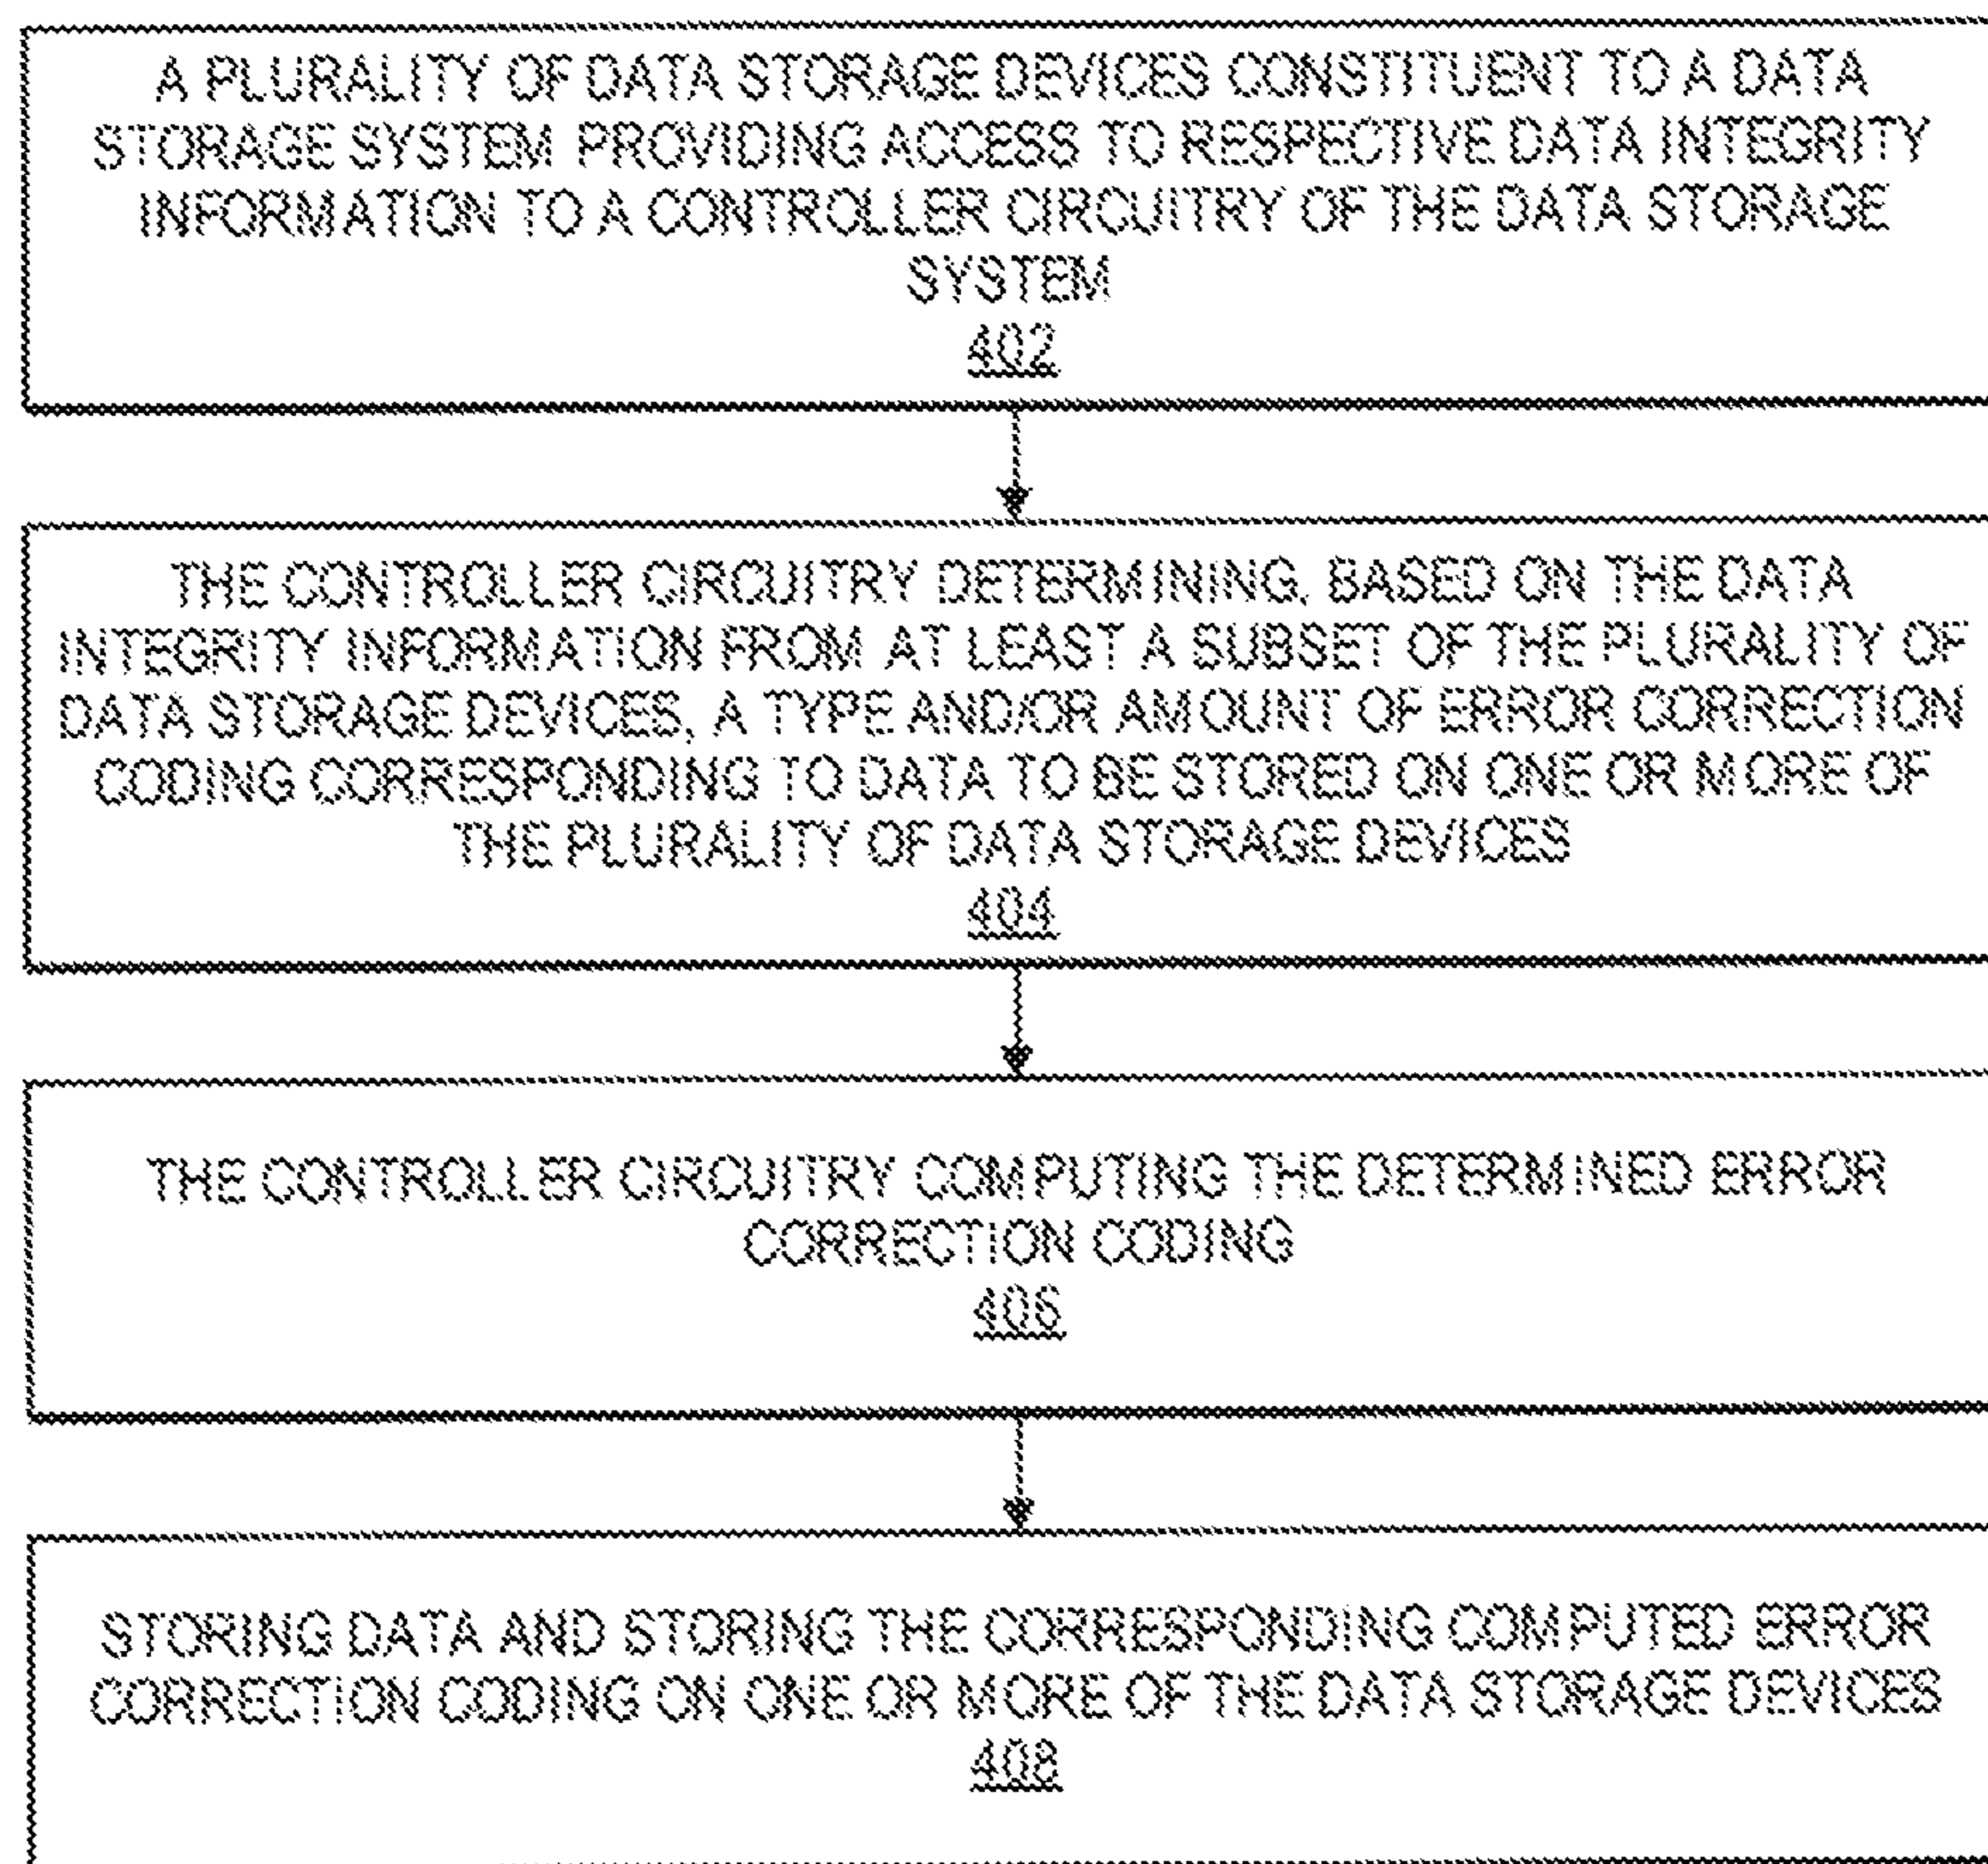 A PLURALITY OF DATA STORAGE DEVICES CONSTITUENT TO A DATA
STORAGE SYSTEM PROVIDING ACCESS TO RESPECTIVE DATA INTEGRITY
INFORMATION TO A CONTROLLER CIRCUITRY OF THE DATA STORAGE
SYSTEM
402
THE CONTROLLER CIRCUITRY DETERMINING, BASED ON THE DATA
INTEGRITY INFORMATION FROM AT LEAST A SUBSET OF THE PLURALITY OF
DATA STORAGE DEVICES, A TYPE AND/OR AMOUNT OF ERROR CORRECTION
CODING CORRESPONDING TO DATA TO BE STORED ON ONE OR MORE OF
THE PLURALITY OF DATA STORAGE DEVICES
404
THE CONTROLLER CIRCUITRY COMPUTING THE DETERMINED ERROR
CORRECTION CODING
406
STORING DATA AND STORING THE CORRESPONDING COMPUTED ERROR
CORRECTION CODING ON ONE OR MORE OF THE DATA STORAGE DEVICES
408